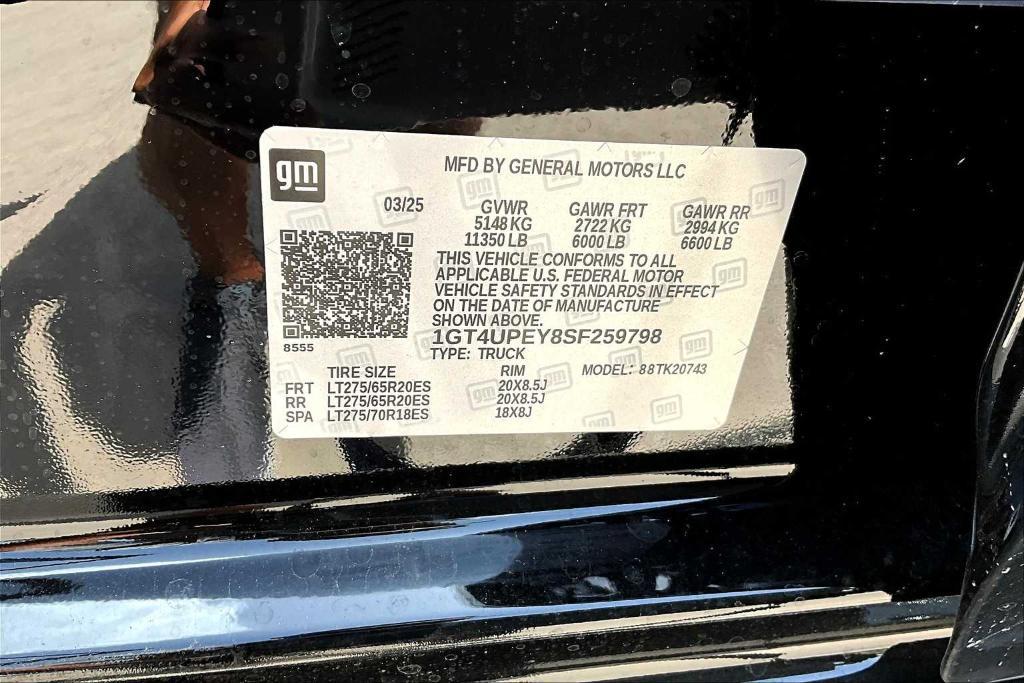 gm
MFD BY GENERAL MOTORS LLC
03/25
GVWR GAWR FRT GAWR RR
5148 KG 2722 KG 2994 KG
11350 LB 6000 LB 6600 LB
THIS VEHICLE CONFORMS TO ALL
APPLICABLE U.S. FEDERAL MOTOR
VEHICLE SAFETY STANDARDS IN EFFECT
ON THE DATE OF MANUFACTURE
SHOWN ABOVE.
1GT4UPEY8SF259798
8555
TYPE: TRUCK
TIRE SIZE RIM MODEL: 88TK20743
FRT LT275/65R20ES 20X8.5J
RR LT275/65R20ES 20X8.5J
SPA LT275/70R18ES 18X8J